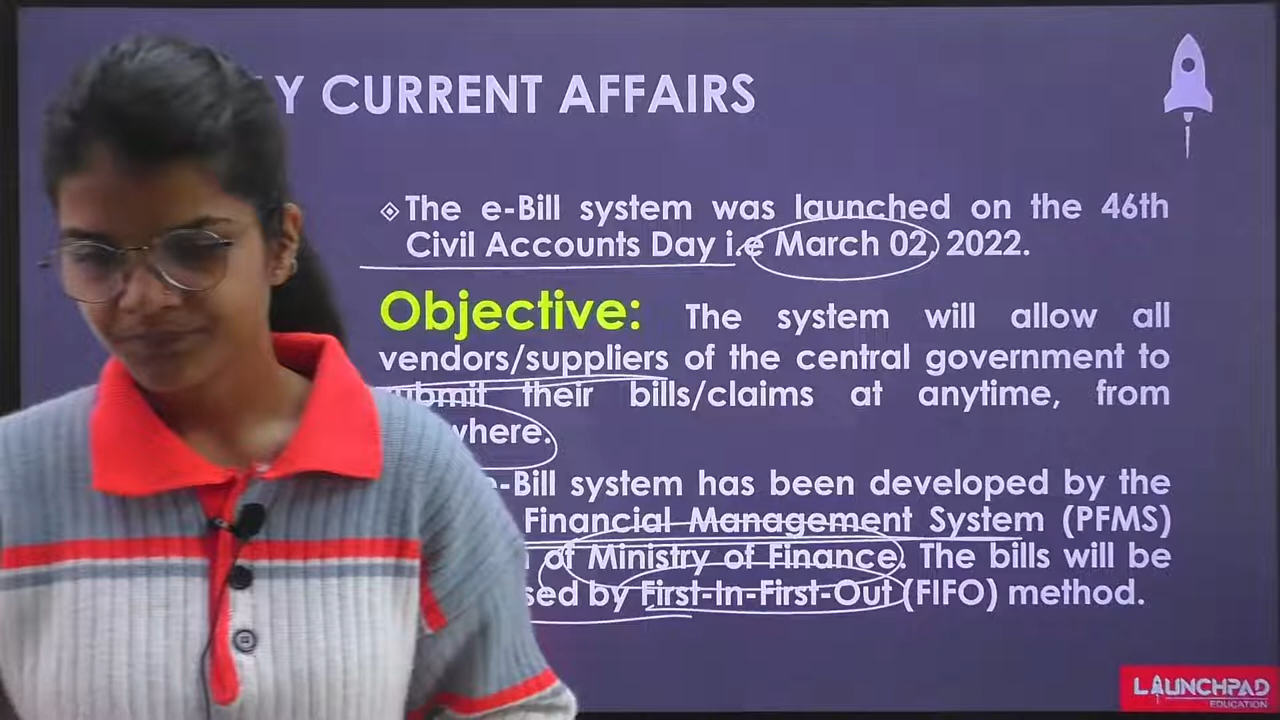 Y CURRENT AFFAIRS
The e-Bill system was launched on the 46th
Civil Accounts Day i.e March 02, 2022.
Objective: The system will allow all
vendors/suppliers of the central government to
submit their bills/claims at anytime, from
where.
e-Bill system has been developed by the
Financial Management System (PFMS)
of Ministry of Finance. The bills will be
sed by First-In-First-Out (FIFO) method.
LAUNCHPAD
EDUCATION